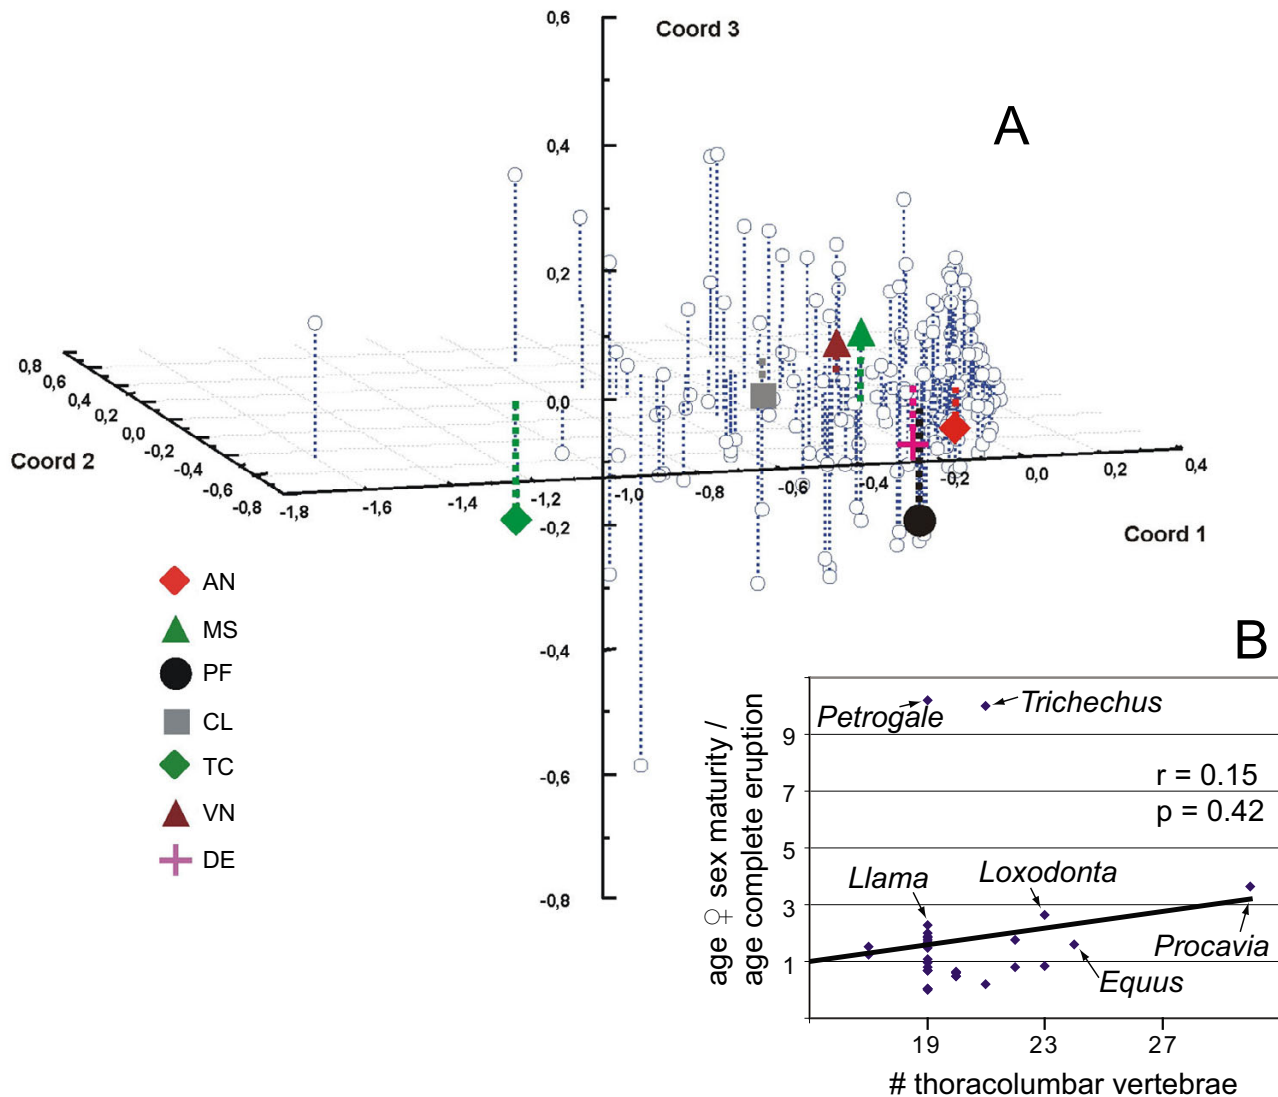 Coord 3
A
0,6
0,4
0,2
0,0
-0,2
-0,4
-0,6
-0,8
0,8
0,6
0,4
0,2
0,0
-0,2
-0,4
-0,6
-0,8
Coord 2
-1,8
-1,6
-1,4
-1,2
-1,0
-0,8
-0,6
-0,4
-0,2
0,0
0,2
0,4
Coord 1
AN
MS
PF
CL
TC
VN
DE
B
age ♀ sex maturity /
age complete eruption
9
7
5
3
1
Petrogale
Trichechus
r = 0.15
p = 0.42
Llama
Loxodonta
Procavia
Equus
19
23
27
# thoracolumbar vertebrae